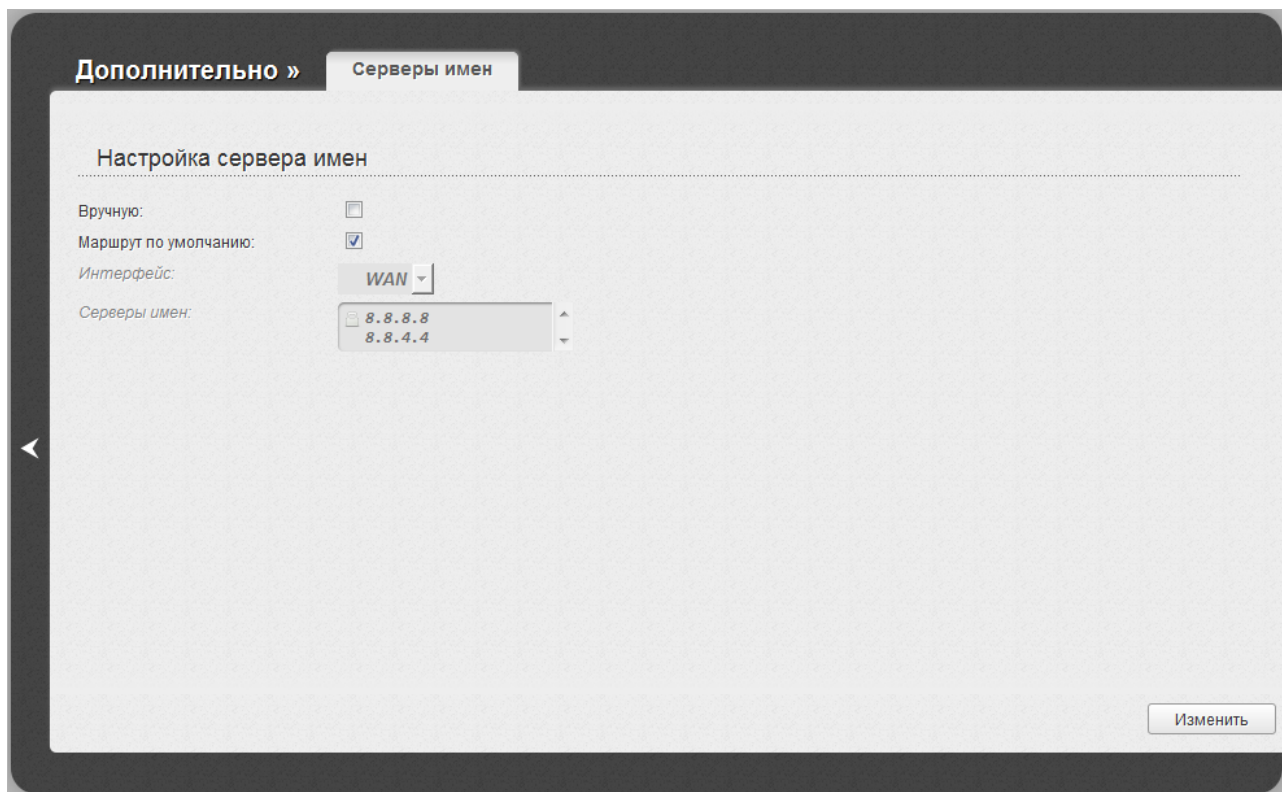 Дополнительно »
Серверы имен
Настройка сервера имен
Вручную:
Маршрут по умолчанию:
Интерфейс: WAN
Серверы имен: 8.8.8.8
8.8.4.4
Изменить